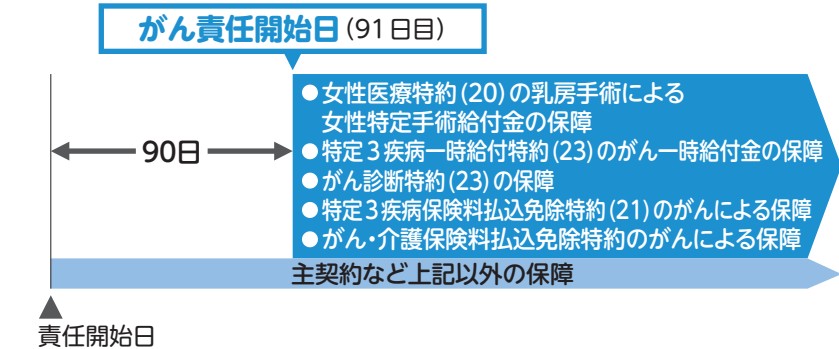 がん責任開始日(91日目)
●女性医療特約(20)の乳房手術による
女性特定手術給付金の保障
90日
●特定3疾病一時給付特約(23)のがん一時給付金の保障
●がん診断特約(23)の保障
●特定3疾病保険料払込免除特約(21)のがんによる保障
●がん・介護保険料払込免除特約のがんによる保障
主契約など上記以外の保障
責任開始日